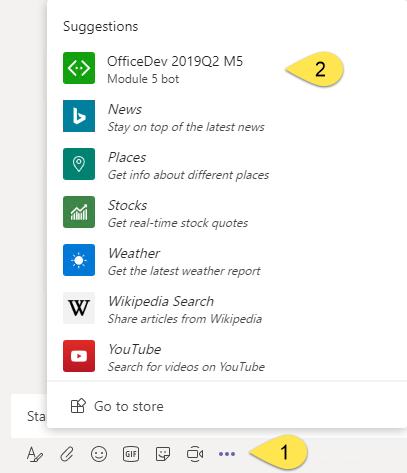 Suggestions
OfficeDev 2019Q2 M5
Module 5 bot
2
News
Stay on top of the latest news
Places
Get info about different places
Stocks
Get real-time stock quotes
Weather
Get the latest weather report
W
Wikipedia Search
Share articles from Wikipedia
YouTube
Search for videos on YouTube
Go to store
Sta
GIF
1